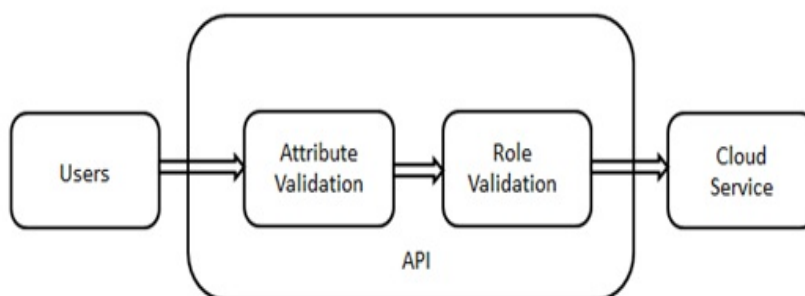 Users
Attribute
Validation
Role
Validation
Cloud
Service
API